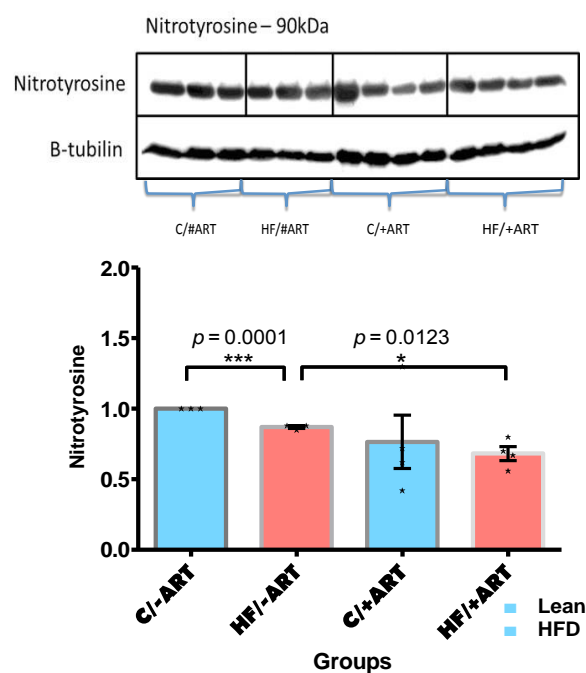 Nitrotyrosine – 90kDa
Nitrotyrosine
B-tubilin
C/#ART HF/#ART C/+ART HF/+ART
2.0
1.5
1.0
0.5
0.0
Nitrotyrosine
p = 0.0001
***
p = 0.0123
*
C/-ART HF/-ART C/+ART HF/+ART
Lean
HFD
Groups